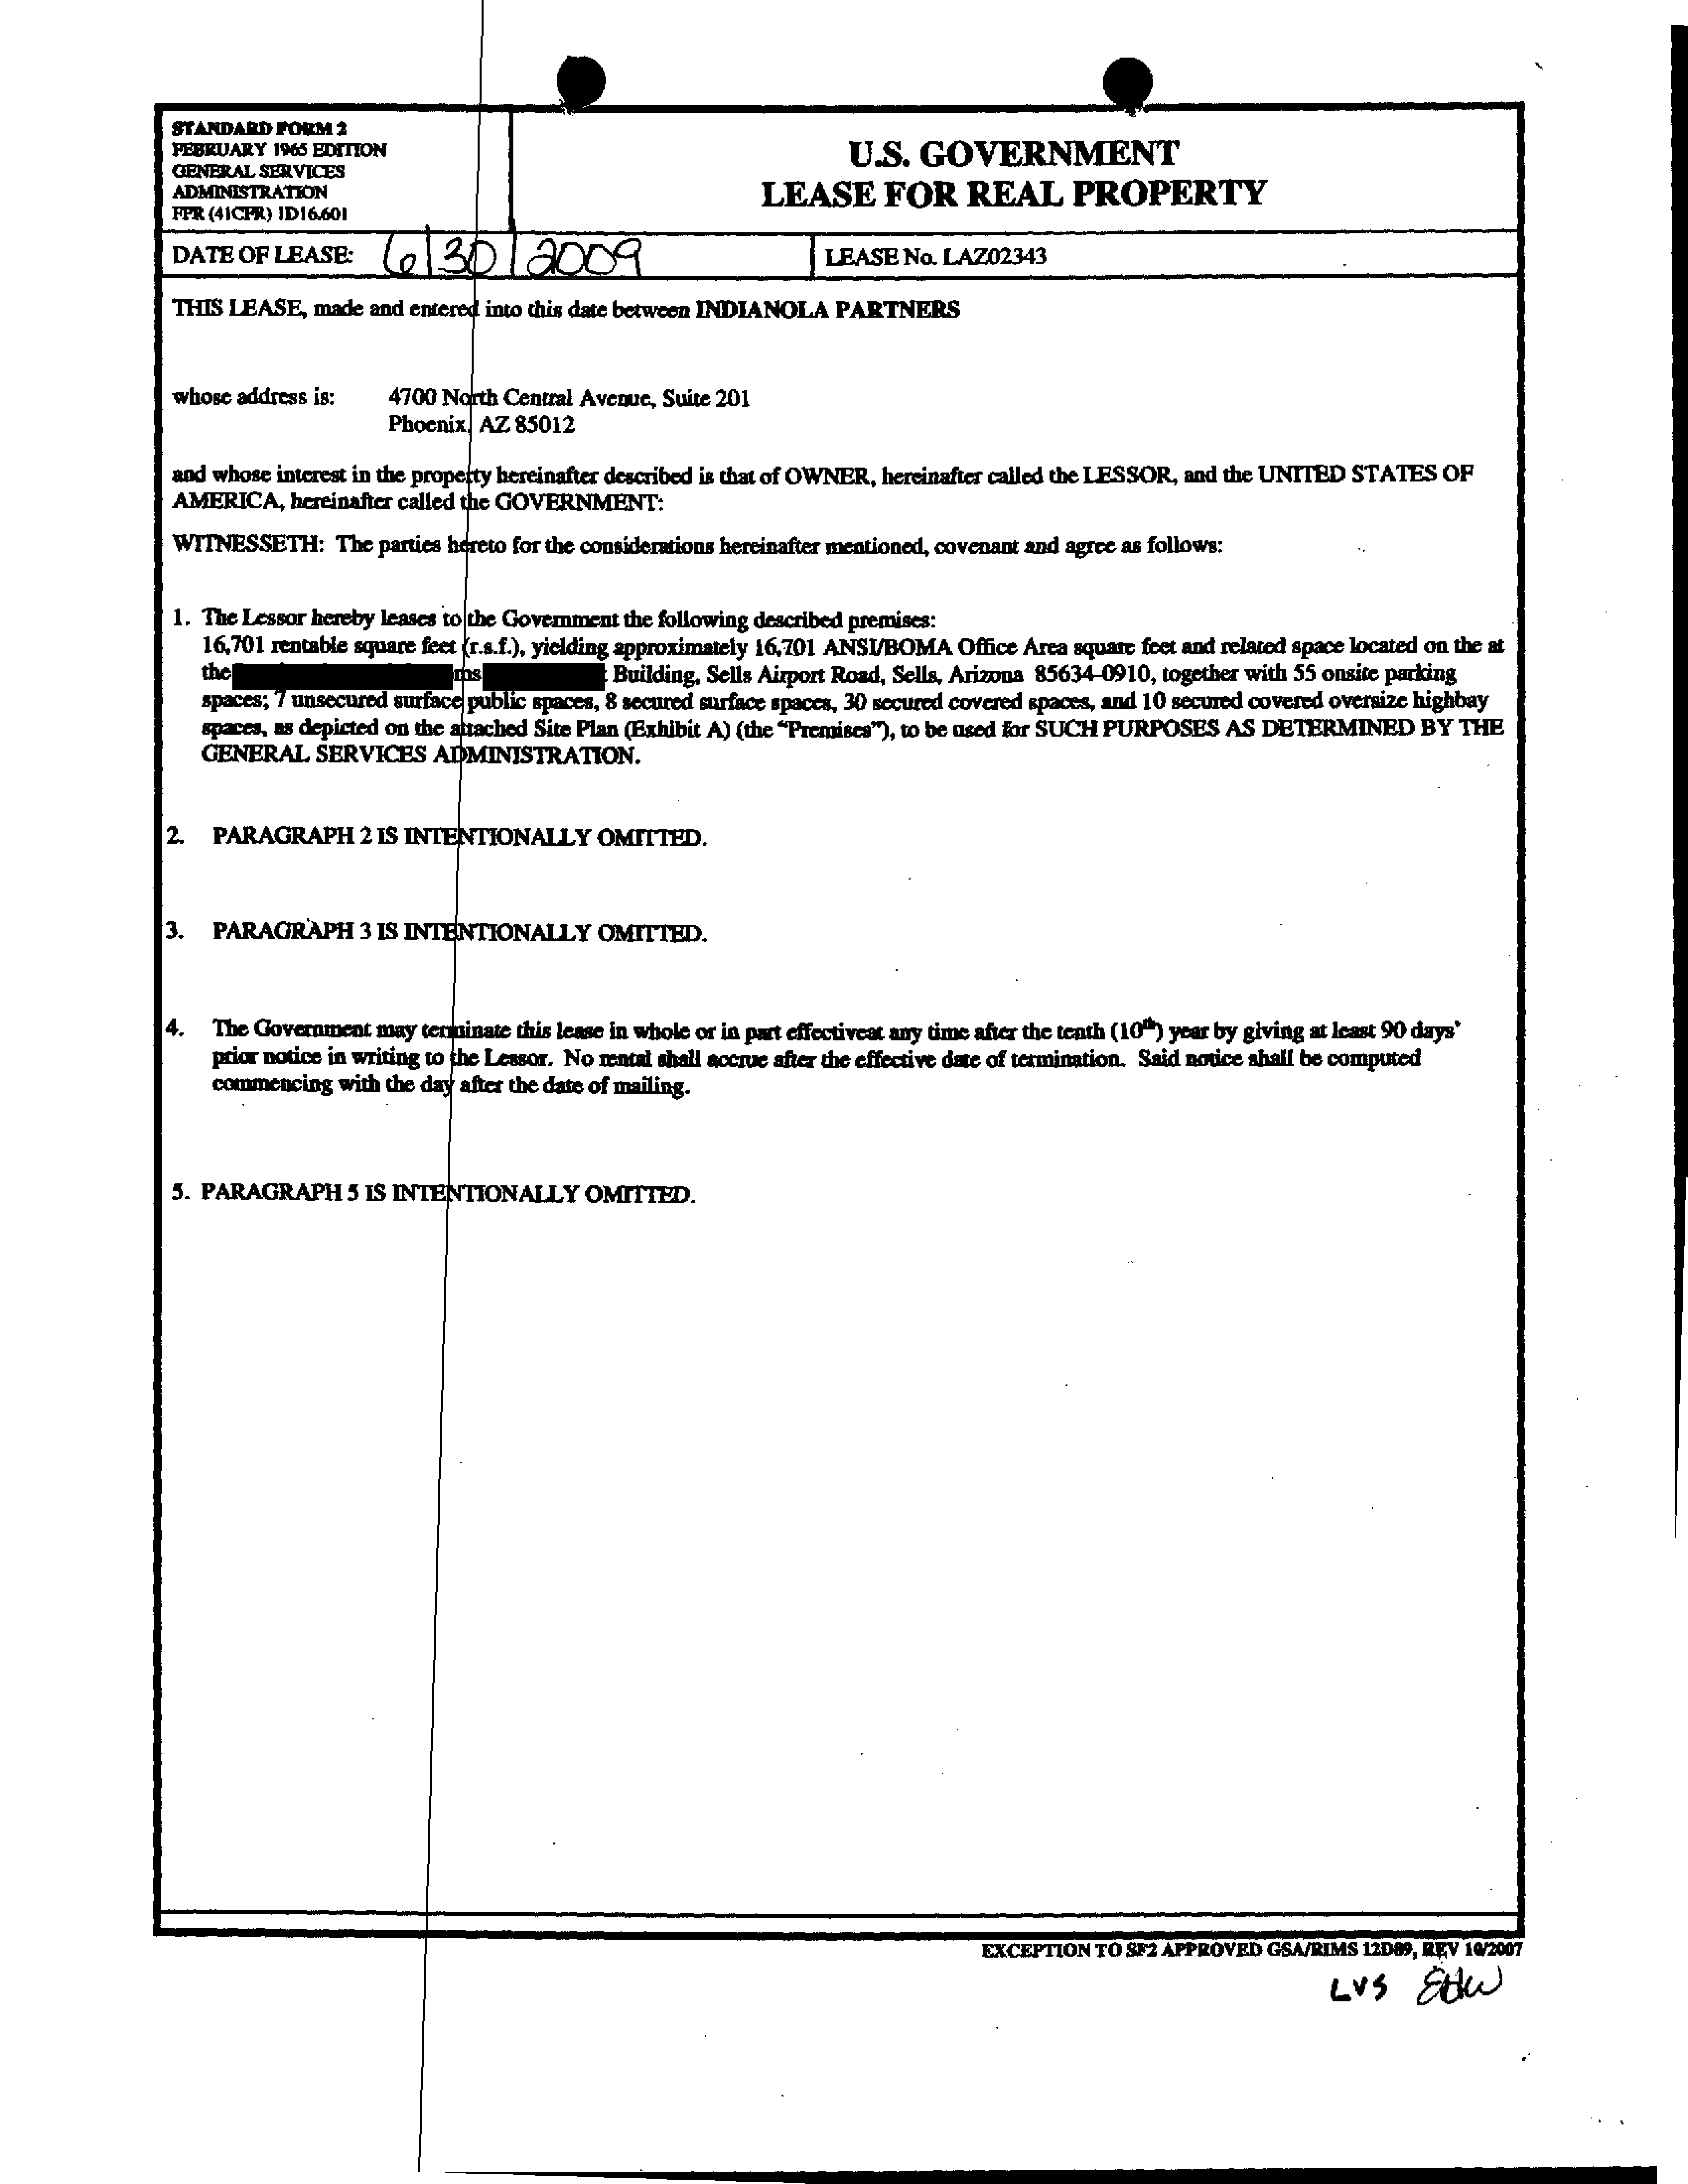 STANDARD FORM 2
FEBRUARY 1965 EDITION
GENERAL SERVICES
ADMINISTRATION
FPR (41CFR) 1D16.601
U.S. GOVERNMENT
LEASE FOR REAL PROPERTY
DATE OF LEASE: 6/30/2009
LEASE No. LAZ02343
THIS LEASE, made and entered into this date between INDIANOLA PARTNERS
whose address is: 4700 North Central Avenue, Suite 201
Phoenix, AZ 85012
and whose interest in the property hereinafter described is that of OWNER, hereinafter called the LESSOR, and the UNITED STATES OF
AMERICA, hereinafter called the GOVERNMENT:
WITNESSETH: The parties hereto for the considerations hereinafter mentioned, covenant and agree as follows:
1. The Lessor hereby leases to the Government the following described premises:
16,701 rentable square feet (r.s.f.), yielding approximately 16,701 ANSI/BOMA Office Area square feet and related space located on the at
the ms Building, Sells Airport Road, Sells, Arizona 85634-0910, together with 55 onsite parking
spaces; 7 unsecured surface public spaces, 8 secured surface spaces, 30 secured covered spaces, and 10 secured covered oversize highbay
spaces, as depicted on the attached Site Plan (Exhibit A) (the “Premises”), to be used for SUCH PURPOSES AS DETERMINED BY THE
GENERAL SERVICES ADMINISTRATION.
2. PARAGRAPH 2 IS INTENTIONALLY OMITTED.
3. PARAGRAPH 3 IS INTENTIONALLY OMITTED.
4. The Government may terminate this lease in whole or in part effectiveat any time after the tenth (10th) year by giving at least 90 days’
prior notice in writing to the Lessor. No rental shall accrue after the effective date of termination. Said notice shall be computed
commencing with the day after the date of mailing.
5. PARAGRAPH 5 IS INTENTIONALLY OMITTED.
EXCEPTION TO SF2 APPROVED GSA/RIMS 12D89, REV 10/2007
LVS EHW